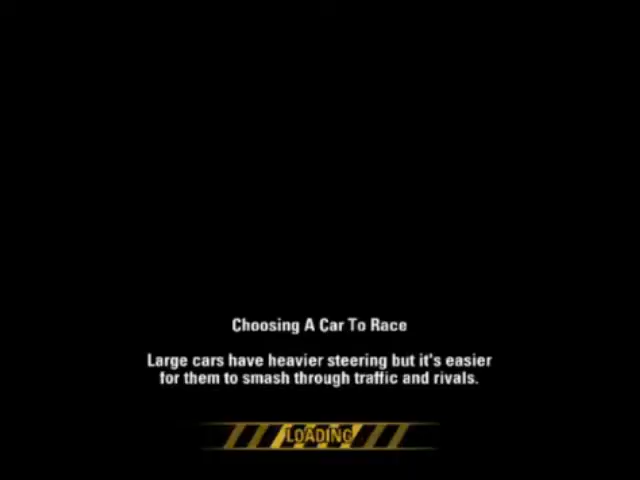 Choosing A Car To Race
Large cars have heavier steering but it's easier
for them to smash through traffic and rivals.
LOADING